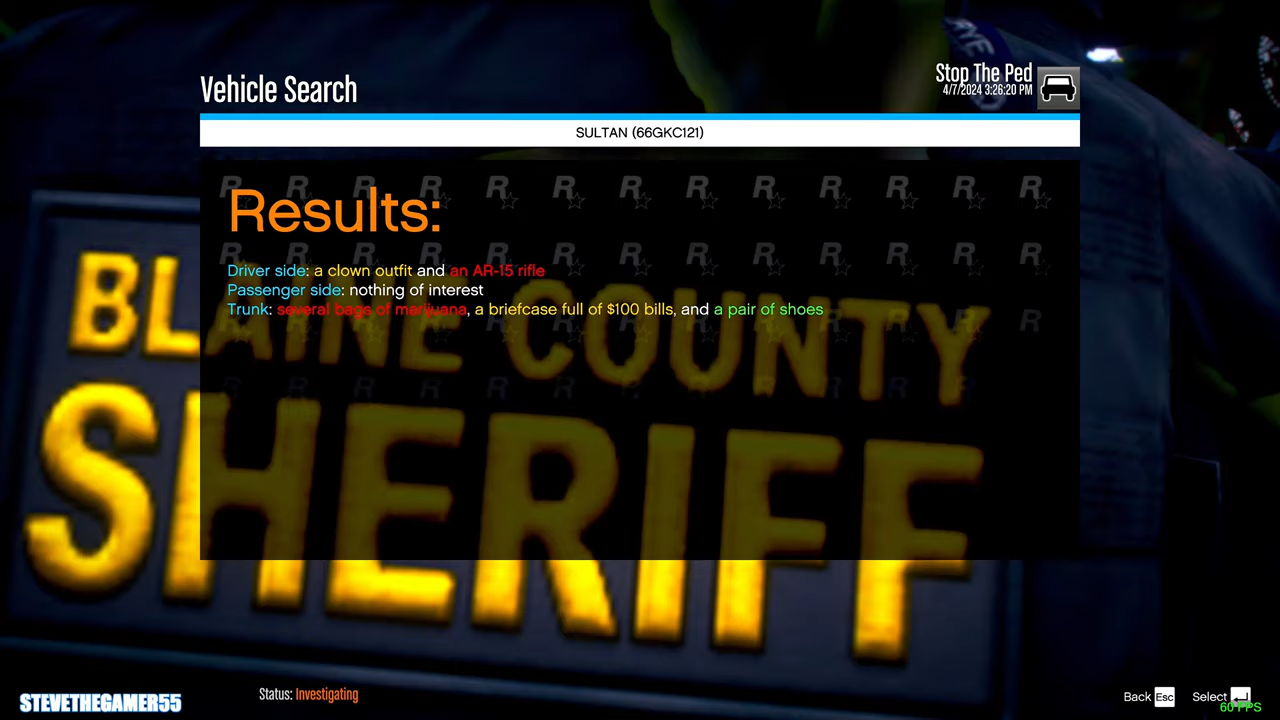 Vehicle Search
Stop The Ped
4/7/2024 3:26:20 PM
SULTAN (66GKC121)
Results:
Driver side: a clown outfit and an AR-15 rifle
Passenger side: nothing of interest
Trunk: several bags of marijuana, a briefcase full of $100 bills, and a pair of shoes
BLAINE COUNTY
SHERIFF
STEVETHEGAMER55
Status: Investigating
Back Esc
Select
60 FPS